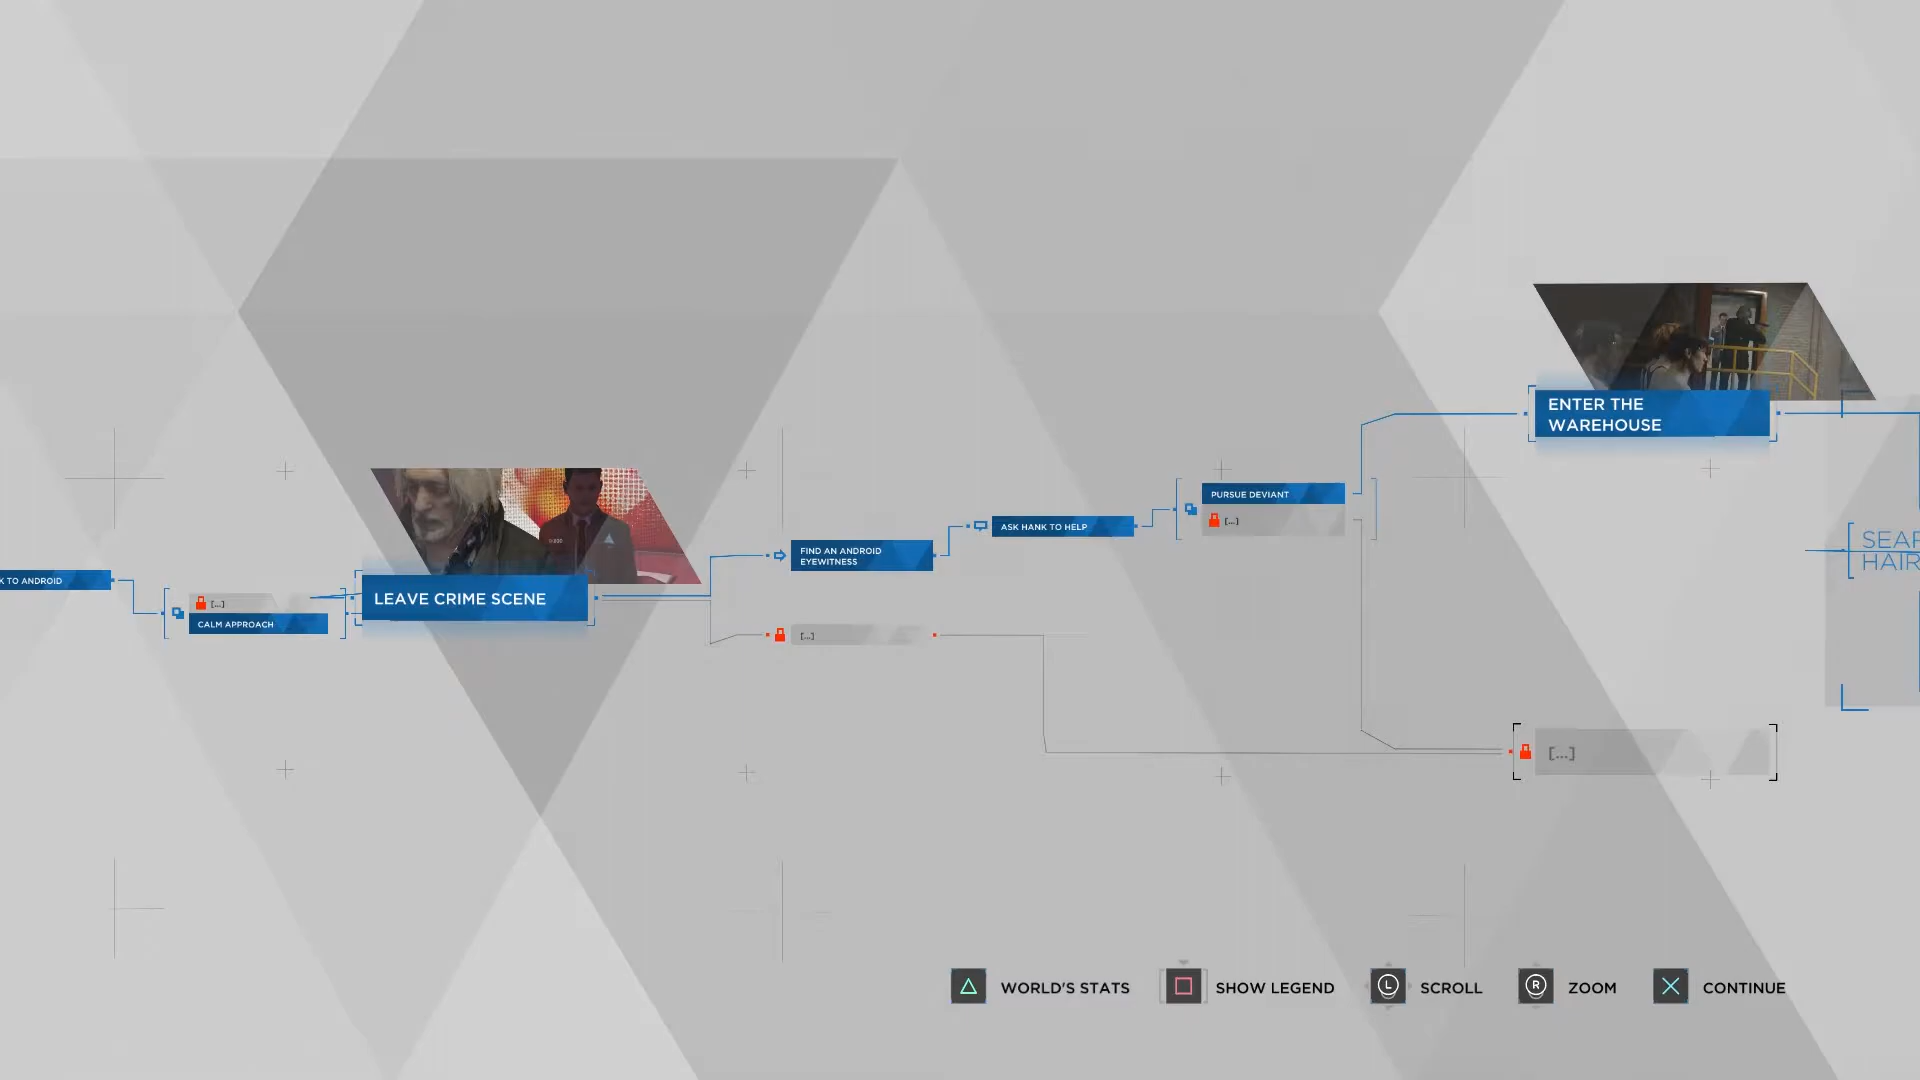 ENTER THE
WAREHOUSE
PURSUE DEVIANT
[...]
ASK HANK TO HELP
FIND AN ANDROID
EYEWITNESS
TO ANDROID
[...]
CALM APPROACH
LEAVE CRIME SCENE
[...]
[...]
WORLD'S STATS
SHOW LEGEND
L
SCROLL
R
ZOOM
CONTINUE